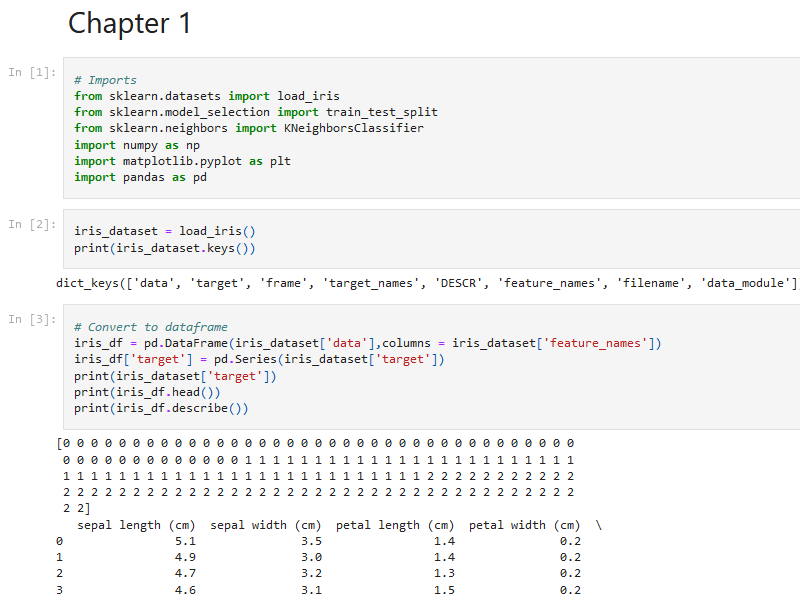 Chapter 1
In [1]:
# Imports
from sklearn.datasets import load_iris
from sklearn.model_selection import train_test_split
from sklearn.neighbors import KNeighborsClassifier
import numpy as np
import matplotlib.pyplot as plt
import pandas as pd
In [2]:
iris_dataset = load_iris()
print(iris_dataset.keys())
dict_keys(['data', 'target', 'frame', 'target_names', 'DESCR', 'feature_names', 'filename', 'data_module']
In [3]:
# Convert to dataframe
iris_df = pd.DataFrame(iris_dataset['data'],columns = iris_dataset['feature_names'])
iris_df['target'] = pd.Series(iris_dataset['target'])
print(iris_dataset['target'])
print(iris_df.head())
print(iris_df.describe())
[0 0 0 0 0 0 0 0 0 0 0 0 0 0 0 0 0 0 0 0 0 0 0 0 0 0 0 0 0 0 0 0 0 0 0 0 0
0 0 0 0 0 0 0 0 0 0 0 0 0 1 1 1 1 1 1 1 1 1 1 1 1 1 1 1 1 1 1 1 1 1 1 1 1
1 1 1 1 1 1 1 1 1 1 1 1 1 1 1 1 1 1 1 1 1 1 1 1 1 1 2 2 2 2 2 2 2 2 2 2 2
2 2 2 2 2 2 2 2 2 2 2 2 2 2 2 2 2 2 2 2 2 2 2 2 2 2 2 2 2 2 2 2 2 2 2 2 2
2 2]
sepal length (cm)  sepal width (cm)  petal length (cm)  petal width (cm)  \
0 5.1 3.5 1.4 0.2
1 4.9 3.0 1.4 0.2
2 4.7 3.2 1.3 0.2
3 4.6 3.1 1.5 0.2